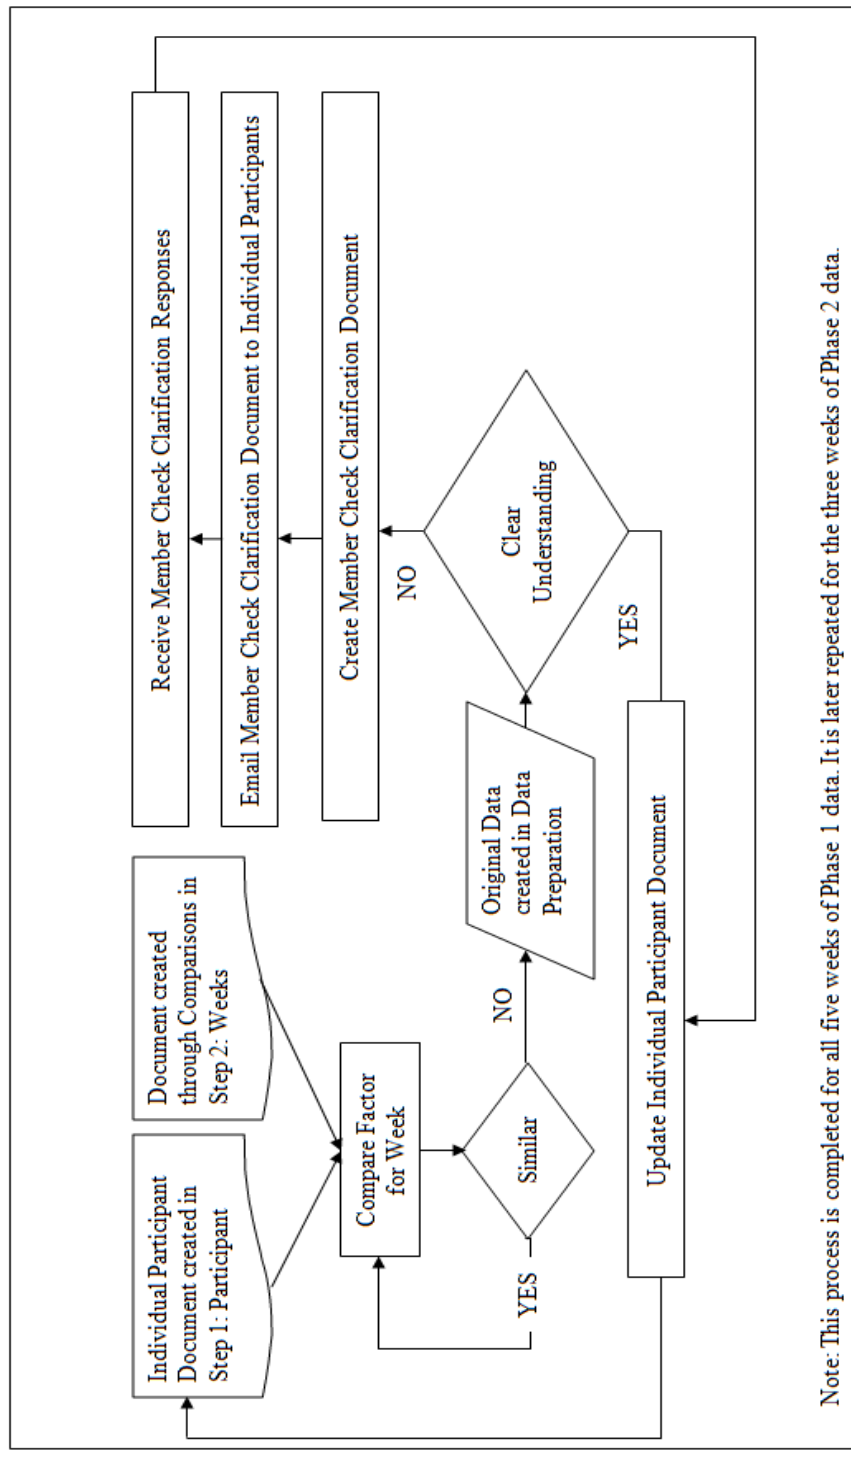 Individual Participant
Document created in
Step 1: Participant
Document created
through Comparisons in
Step 2: Weeks
Compare Factor
for Week
Similar
YES
NO
Original Data
created in Data
Preparation
Clear
Understanding
NO
YES
Create Member Check Clarification Document
Email Member Check Clarification Document to Individual Participants
Receive Member Check Clarification Responses
Update Individual Participant Document
Note: This process is completed for all five weeks of Phase 1 data. It is later repeated for the three weeks of Phase 2 data.